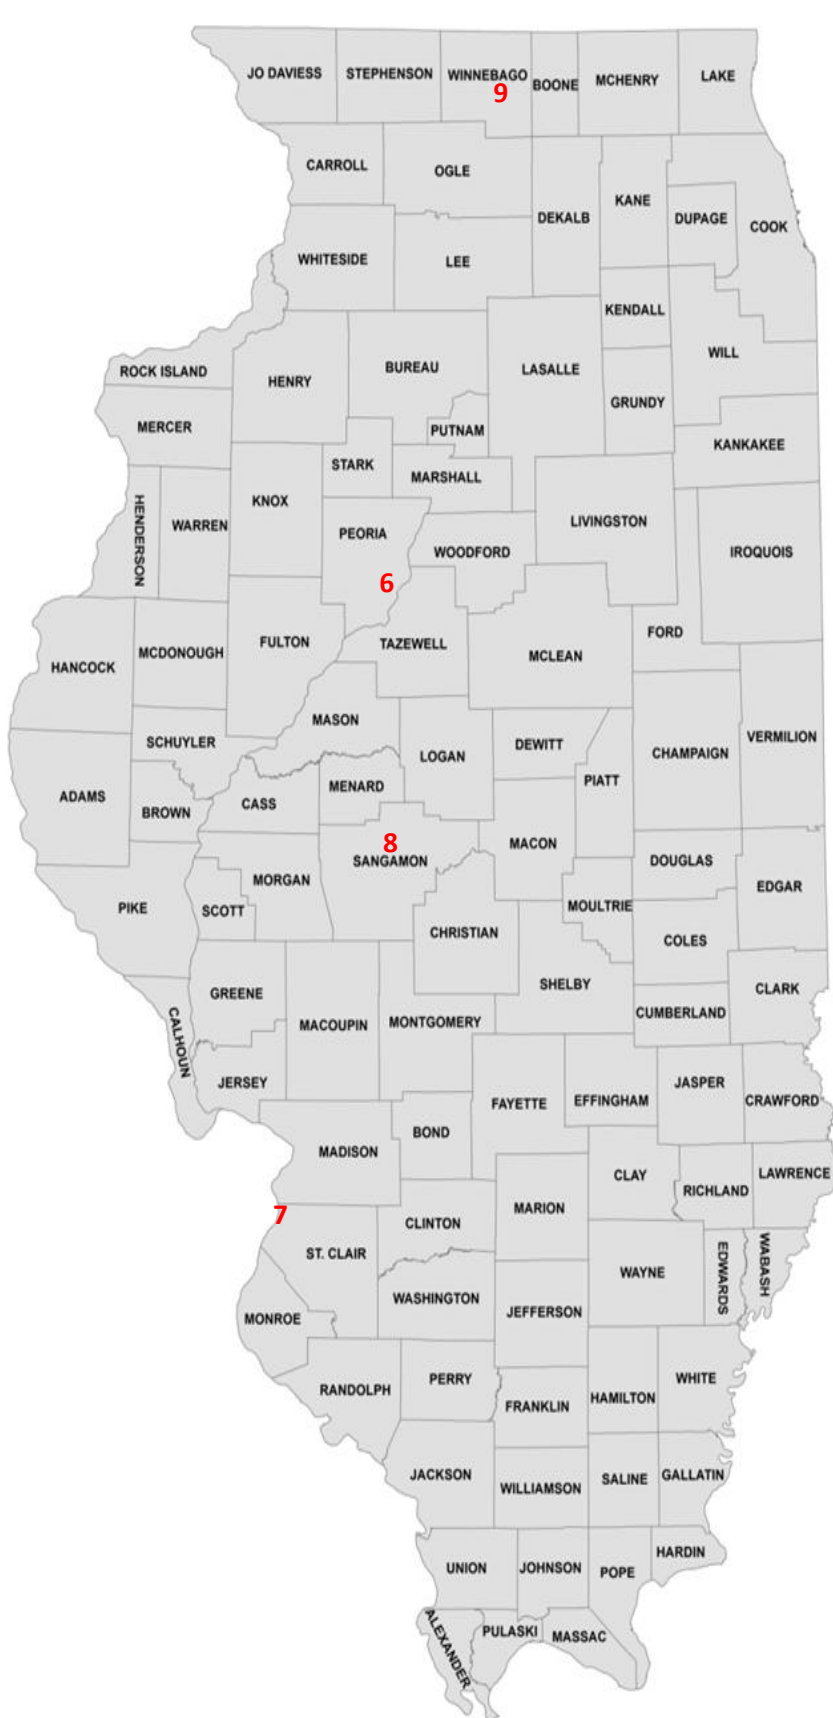 JO DAVIESS
STEPHENSON
WINNEBAGO
9
BOONE
MCHENRY
LAKE
CARROLL
OGLE
DEKALB
KANE
DUPAGE
COOK
WHITESIDE
LEE
KENDALL
ROCK ISLAND
HENRY
BUREAU
LASALLE
WILL
GRUNDY
MERCER
PUTNAM
KANKAKEE
STARK
MARSHALL
HENDERSON
WARREN
KNOX
PEORIA
6
WOODFORD
LIVINGSTON
IROQUOIS
HANCOCK
MCDONOUGH
FULTON
TAZEWELL
MCLEAN
FORD
SCHUYLER
MASON
LOGAN
DEWITT
PIATT
CHAMPAIGN
VERMILION
ADAMS
BROWN
CASS
MENARD
8
SANGAMON
MACON
DOUGLAS
EDGAR
PIKE
SCOTT
MORGAN
CHRISTIAN
MOULTRIE
COLES
CALHOUN
GREENE
MACOUPIN
MONTGOMERY
SHELBY
CUMBERLAND
CLARK
JERSEY
FAYETTE
EFFINGHAM
JASPER
CRAWFORD
MADISON
BOND
CLAY
RICHLAND
LAWRENCE
7
ST. CLAIR
CLINTON
MARION
WAYNE
EDWARDS
WABASH
MONROE
WASHINGTON
JEFFERSON
RANDOLPH
PERRY
FRANKLIN
HAMILTON
WHITE
JACKSON
WILLIAMSON
SALINE
GALLATIN
UNION
JOHNSON
POPE
HARDIN
ALEXANDER
PULASKI
MASSAC